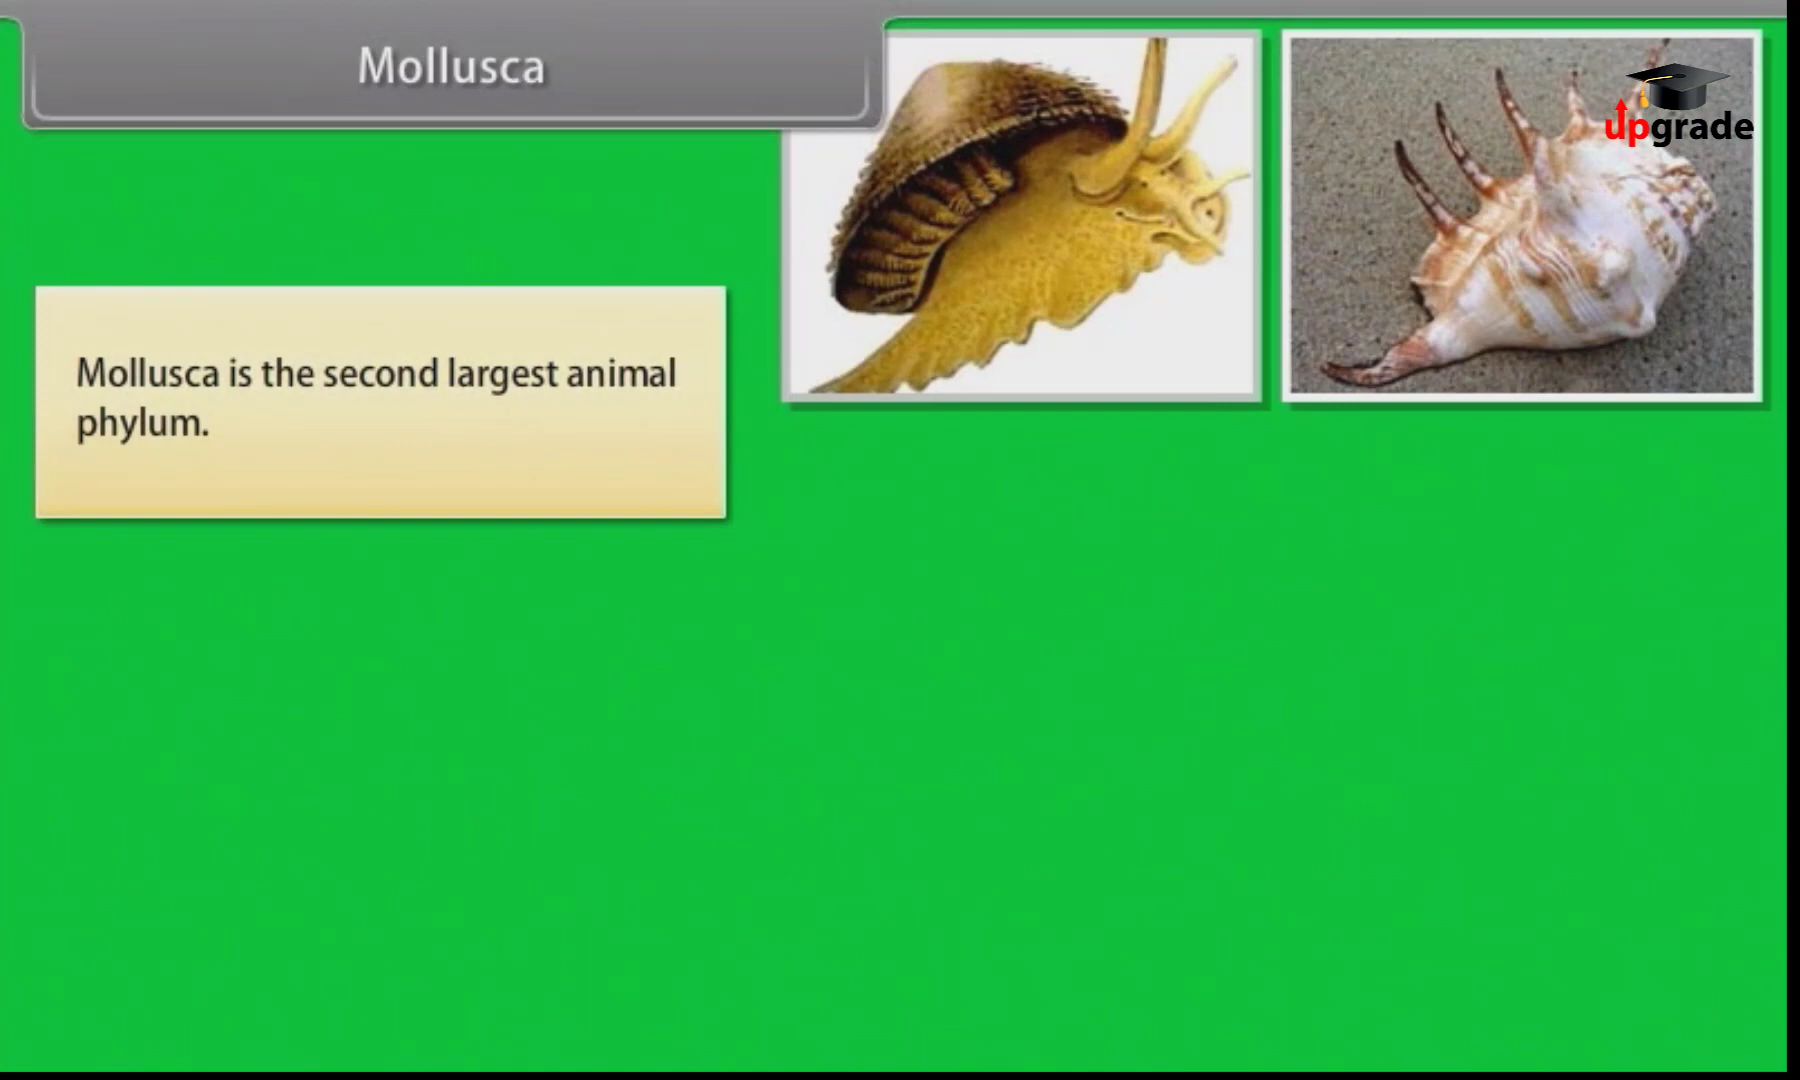 Mollusca
upgrade
Mollusca is the second largest animal
phylum.